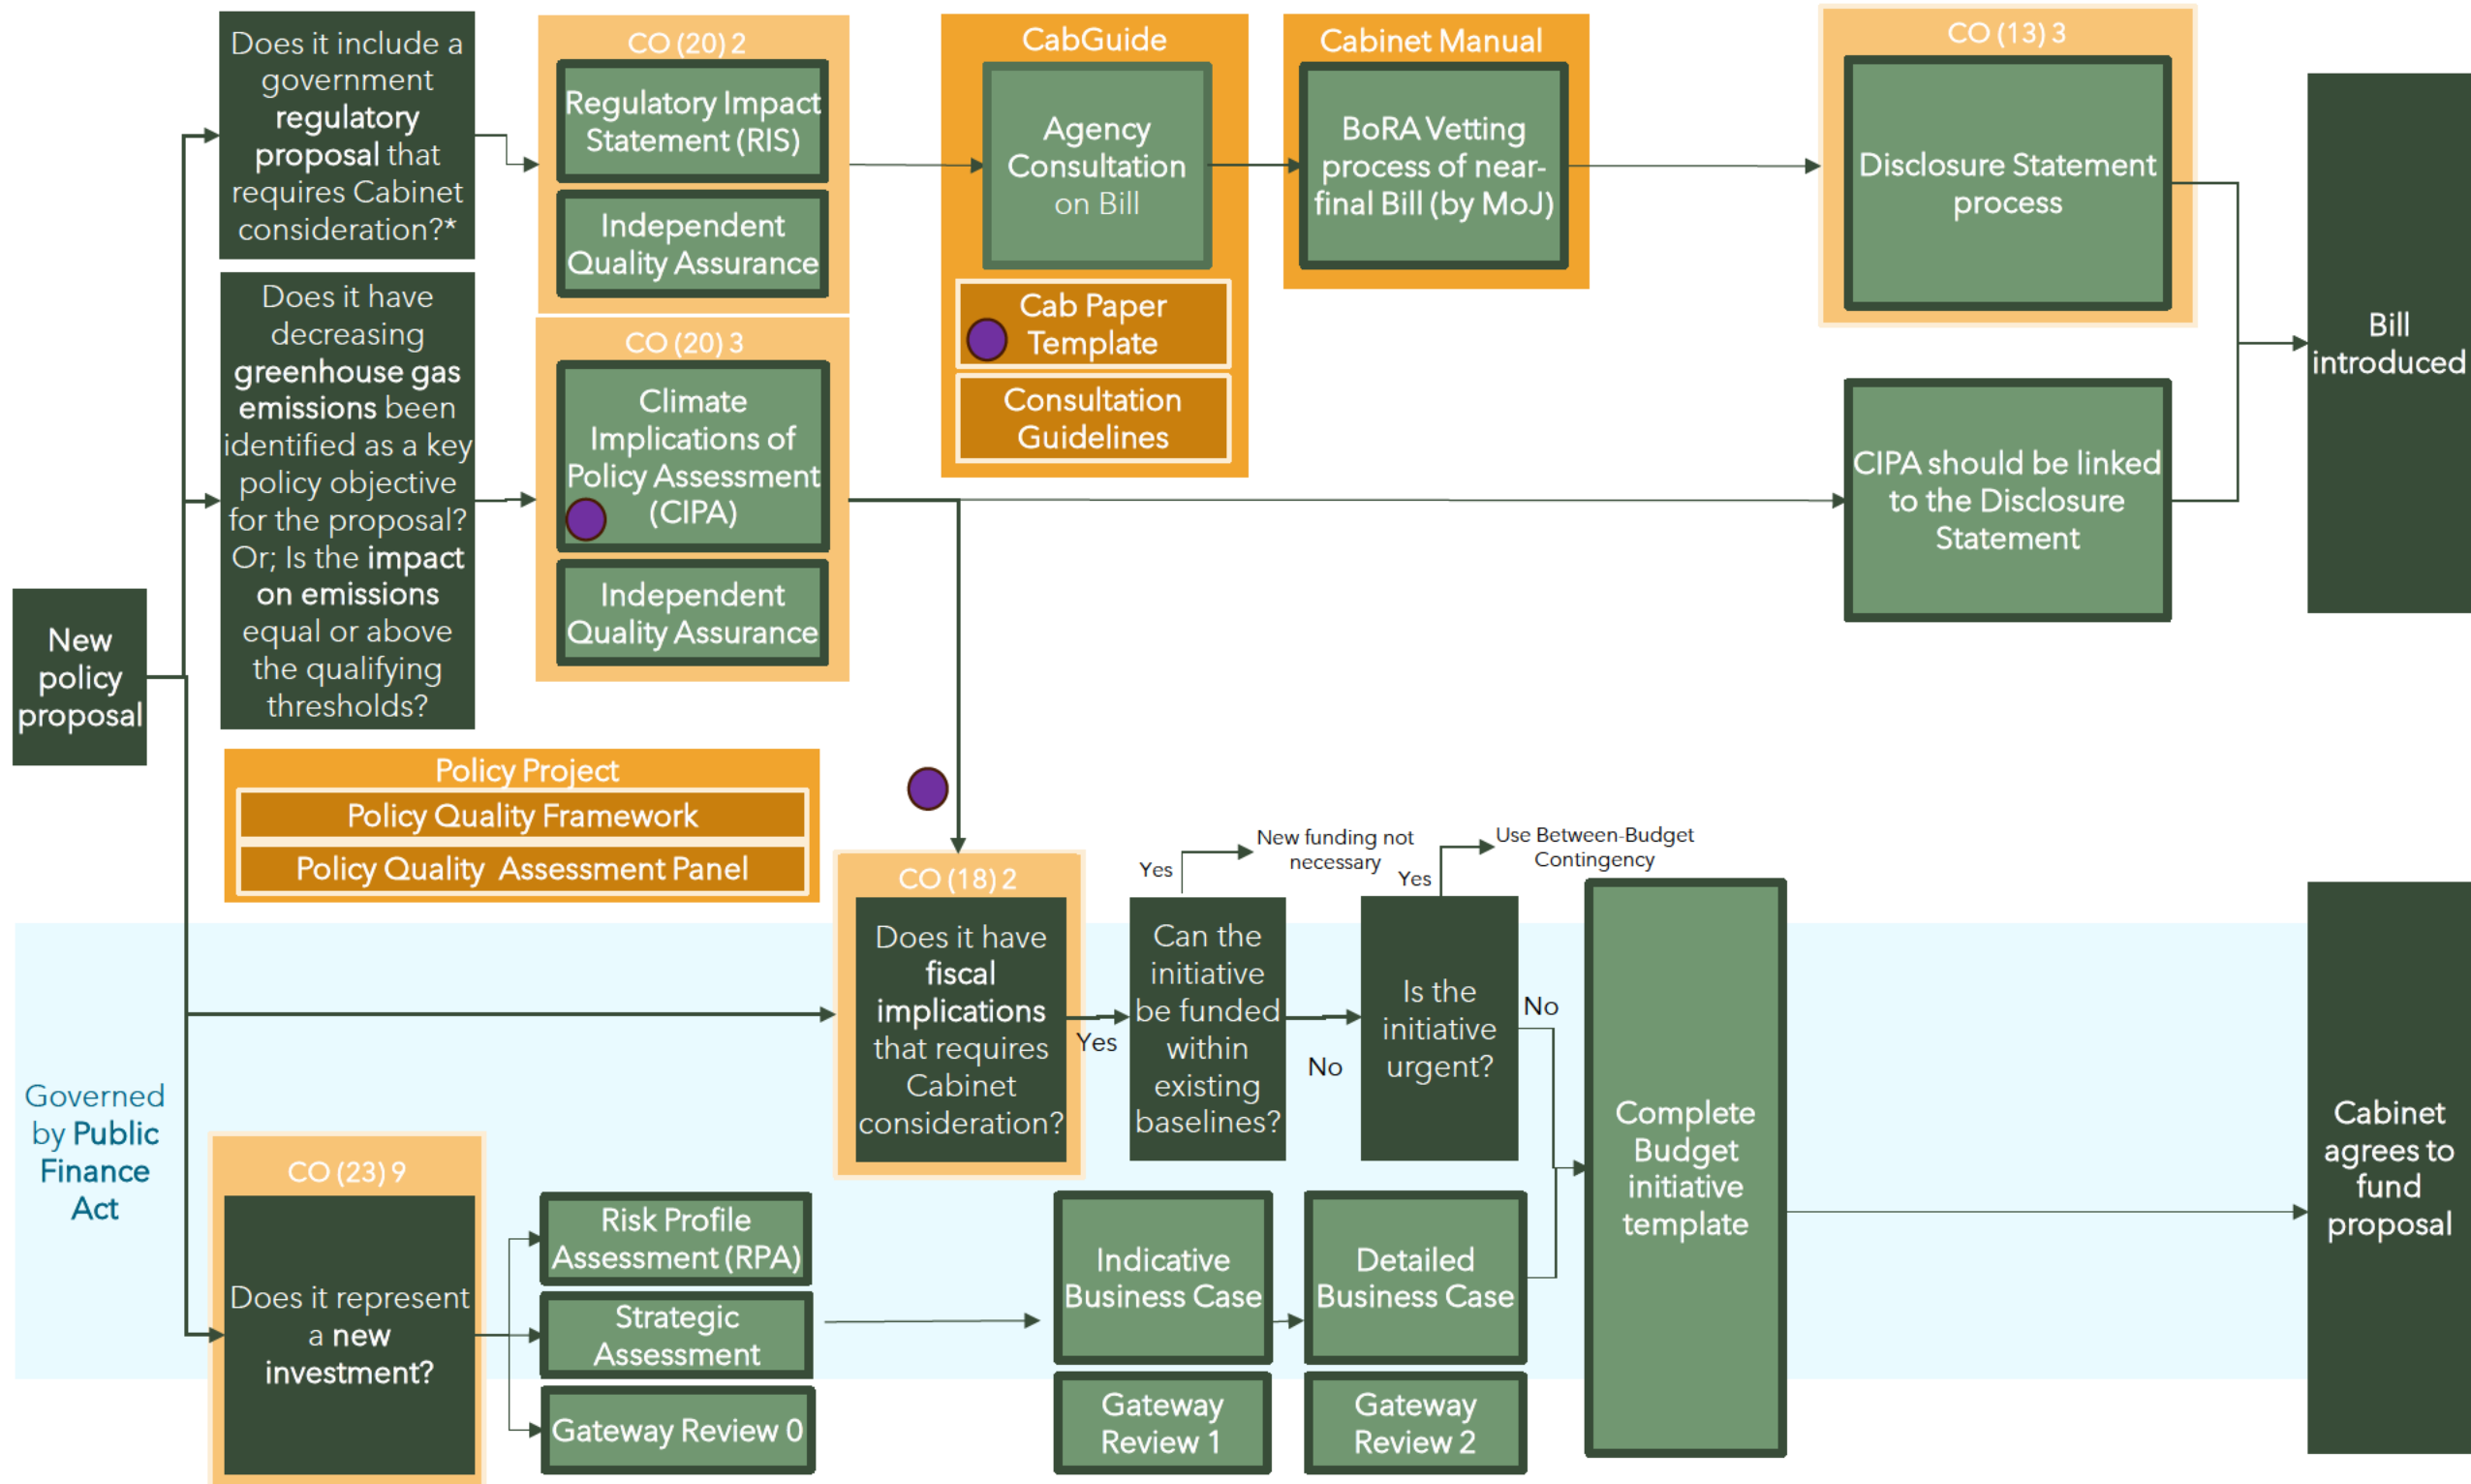 New
policy
proposal
Does it include a
government
regulatory
proposal that
requires Cabinet
consideration?*
CO (20) 2
Regulatory Impact
Statement (RIS)
Independent
Quality Assurance
CabGuide
Agency
Consultation
on Bill
Cab Paper
Template
Consultation
Guidelines
Cabinet Manual
BoRA Vetting
process of near-
final Bill (by MoJ)
CO (13) 3
Disclosure Statement
process
Does it have
decreasing
greenhouse gas
emissions been
identified as a key
policy objective
for the proposal?
Or; Is the impact
on emissions
equal or above
the qualifying
thresholds?
CO (20) 3
Climate
Implications of
Policy Assessment
(CIPA)
Independent
Quality Assurance
CIPA should be linked
to the Disclosure
Statement
Bill
introduced
Policy Project
Policy Quality Framework
Policy Quality Assessment Panel
Governed
by Public
Finance
Act
CO (18) 2
Does it have
fiscal
implications
that requires
Cabinet
consideration?
Yes
Can the
initiative
be funded
within
existing
baselines?
Yes
New funding not
necessary
No
Is the
initiative
urgent?
Yes
Use Between-Budget
Contingency
No
CO (23) 9
Does it represent
a new
investment?
Risk Profile
Assessment (RPA)
Strategic
Assessment
Gateway Review 0
Indicative
Business Case
Gateway
Review 1
Detailed
Business Case
Gateway
Review 2
Complete
Budget
initiative
template
Cabinet
agrees to
fund
proposal